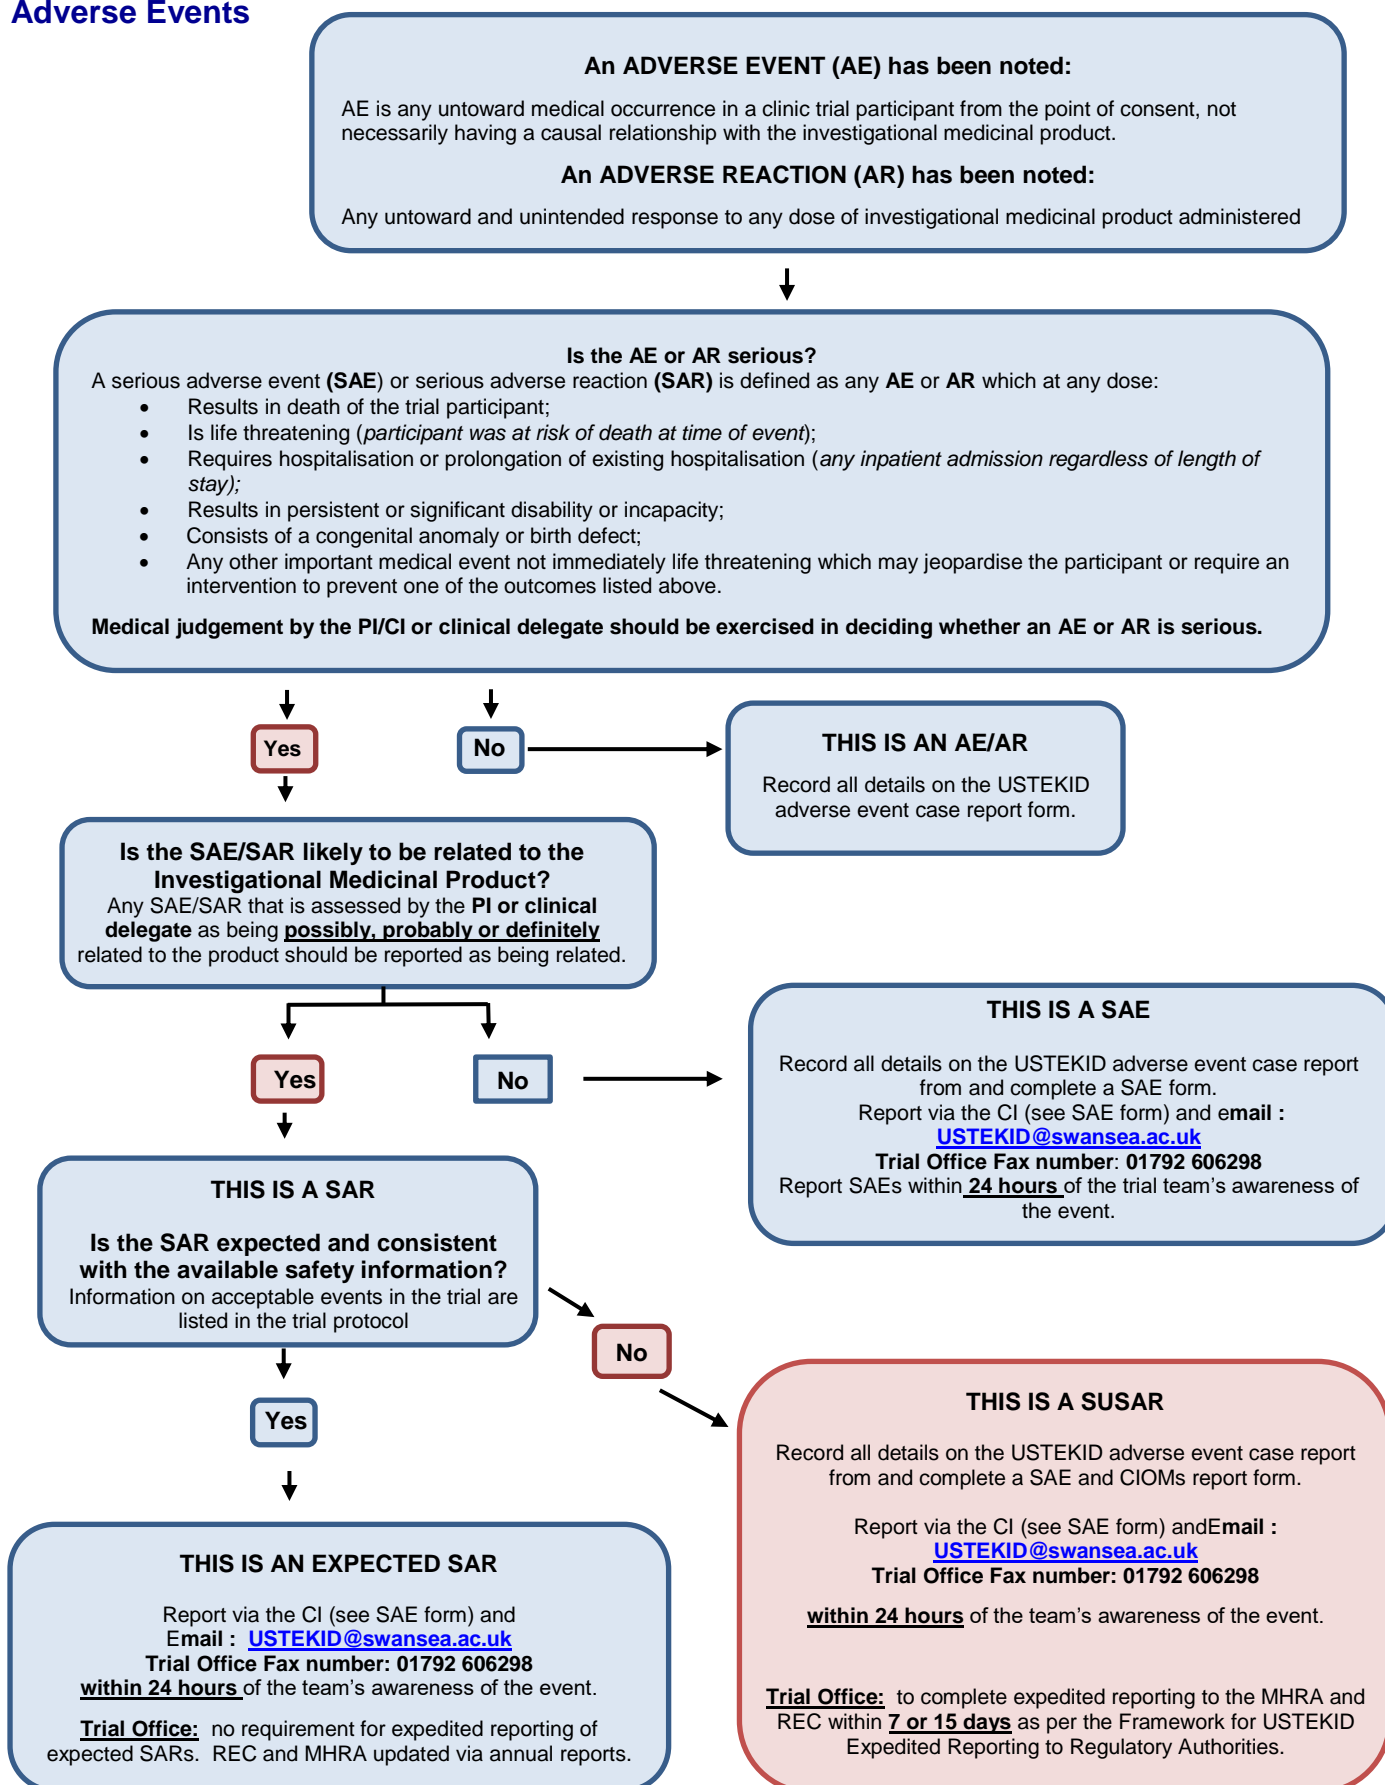 Adverse Events
An ADVERSE EVENT (AE) has been noted:
AE is any untoward medical occurrence in a clinic trial participant from the point of consent, not
necessarily having a causal relationship with the investigational medicinal product.
An ADVERSE REACTION (AR) has been noted:
Any untoward and unintended response to any dose of investigational medicinal product administered
Is the AE or AR serious?
A serious adverse event (SAE) or serious adverse reaction (SAR) is defined as any AE or AR which at any dose:
• Results in death of the trial participant;
• Is life threatening (participant was at risk of death at time of event);
• Requires hospitalisation or prolongation of existing hospitalisation (any inpatient admission regardless of length of
stay);
• Results in persistent or significant disability or incapacity;
• Consists of a congenital anomaly or birth defect;
• Any other important medical event not immediately life threatening which may jeopardise the participant or require an
intervention to prevent one of the outcomes listed above.
Medical judgement by the PI/CI or clinical delegate should be exercised in deciding whether an AE or AR is serious.
Yes
No
THIS IS AN AE/AR
Record all details on the USTEKID
adverse event case report form.
Is the SAE/SAR likely to be related to the
Investigational Medicinal Product?
Any SAE/SAR that is assessed by the PI or clinical
delegate as being possibly, probably or definitely
related to the product should be reported as being related.
Yes
No
THIS IS A SAE
Record all details on the USTEKID adverse event case report
from and complete a SAE form.
Report via the CI (see SAE form) and email :
USTEKID@swansea.ac.uk
Trial Office Fax number: 01792 606298
Report SAEs within 24 hours of the trial team's awareness of
the event.
THIS IS A SAR
Is the SAR expected and consistent
with the available safety information?
Information on acceptable events in the trial are
listed in the trial protocol
No
Yes
THIS IS A SUSAR
Record all details on the USTEKID adverse event case report
from and complete a SAE and CIOMs report form.
Report via the CI (see SAE form) andEmail :
USTEKID@swansea.ac.uk
Trial Office Fax number: 01792 606298
within 24 hours of the team's awareness of the event.
Trial Office: to complete expedited reporting to the MHRA and
REC within 7 or 15 days as per the Framework for USTEKID
Expedited Reporting to Regulatory Authorities.
THIS IS AN EXPECTED SAR
Report via the CI (see SAE form) and
Email : USTEKID@swansea.ac.uk
Trial Office Fax number: 01792 606298
within 24 hours of the team's awareness of the event.
Trial Office: no requirement for expedited reporting of
expected SARs. REC and MHRA updated via annual reports.